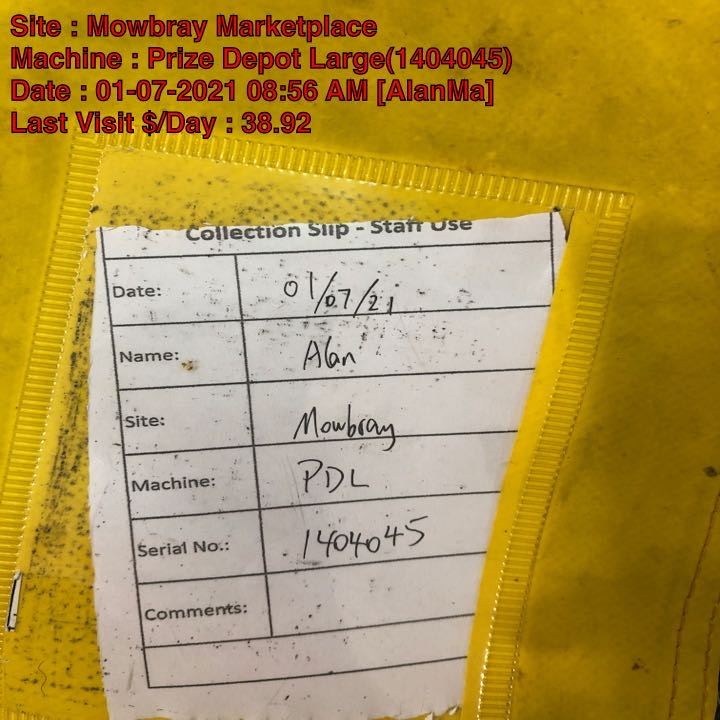 Site : Mowbray Marketplace
Machine : Prize Depot Large(1404045)
Date : 01-07-2021 08:56 AM [AlanMa]
Last Visit $/Day : 38.92
Collection Slip - Staff Use
Date: 01/07/21
Name: Alan
Site: Mowbray
Machine: PDL
Serial No.: 1404045
Comments: